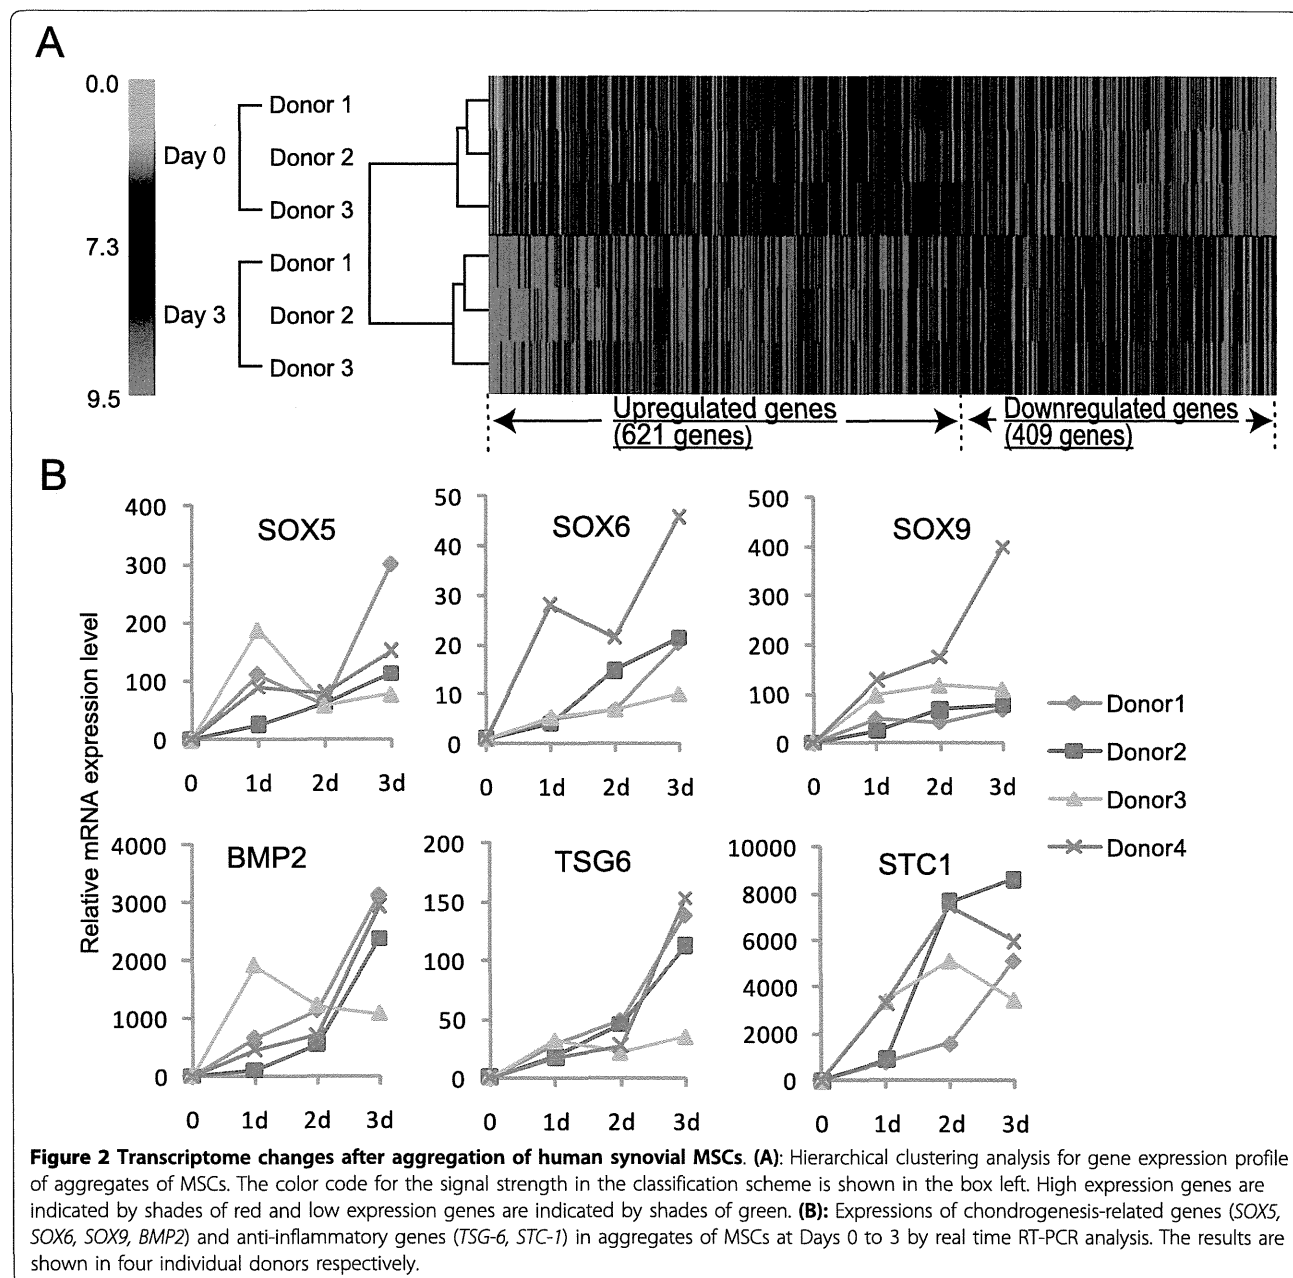 A
0.0
7.3
9.5
Day 0
Donor 1
Donor 2
Donor 3
Day 3
Donor 1
Donor 2
Donor 3
Upregulated genes
(621 genes)
Downregulated genes
(409 genes)
B
Relative mRNA expression level
SOX5
400
300
200
100
0
0 1d 2d 3d
SOX6
50
40
30
20
10
0
0 1d 2d 3d
SOX9
500
400
300
200
100
0
0 1d 2d 3d
Donor1
Donor2
Donor3
Donor4
BMP2
4000
3000
2000
1000
0
0 1d 2d 3d
TSG6
200
150
100
50
0
0 1d 2d 3d
STC1
10000
8000
6000
4000
2000
0
0 1d 2d 3d
Figure 2 Transcriptome changes after aggregation of human synovial MSCs. (A): Hierarchical clustering analysis for gene expression profile
of aggregates of MSCs. The color code for the signal strength in the classification scheme is shown in the box left. High expression genes are
indicated by shades of red and low expression genes are indicated by shades of green. (B): Expressions of chondrogenesis-related genes (SOX5,
SOX6, SOX9, BMP2) and anti-inflammatory genes (TSG-6, STC-1) in aggregates of MSCs at Days 0 to 3 by real time RT-PCR analysis. The results are
shown in four individual donors respectively.